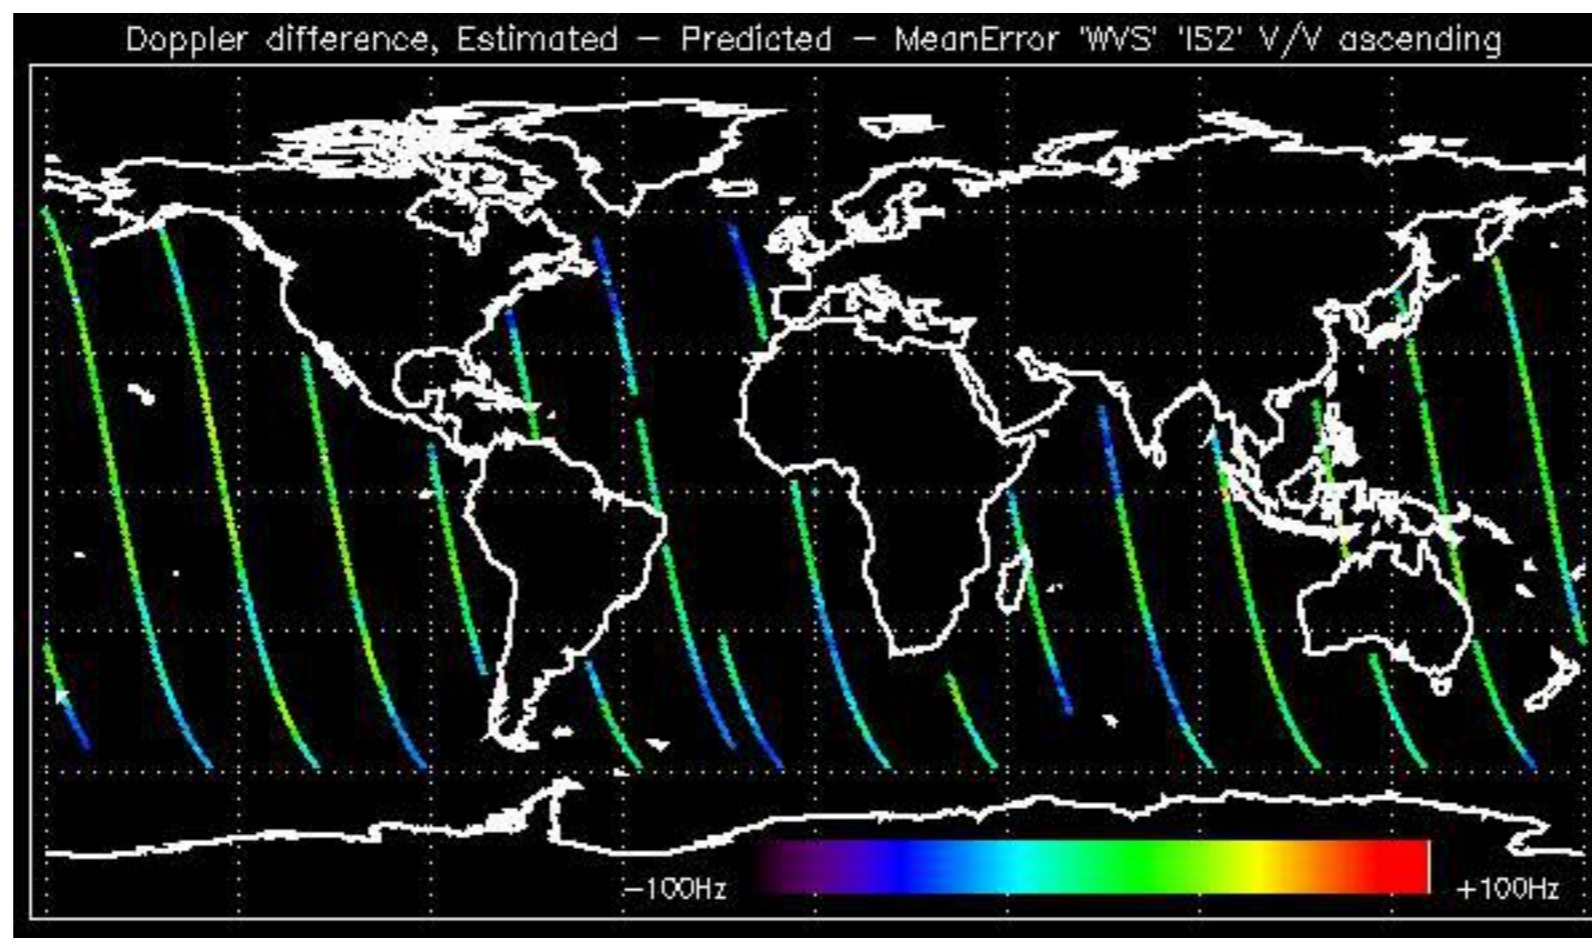 Doppler difference, Estimated — Predicted — MeanError 'WVS' 'IS2' V/V ascending
—100Hz
+100Hz